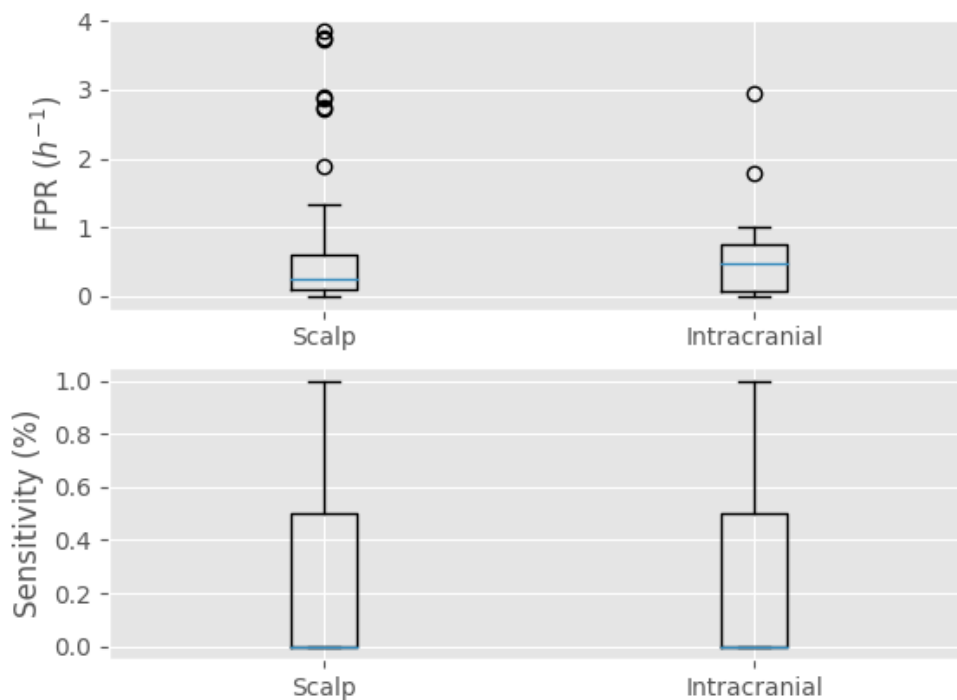 FPR (h⁻¹)
4
3
2
1
0
Scalp Intracranial
Sensitivity (%)
1.0
0.8
0.6
0.4
0.2
0.0
Scalp Intracranial